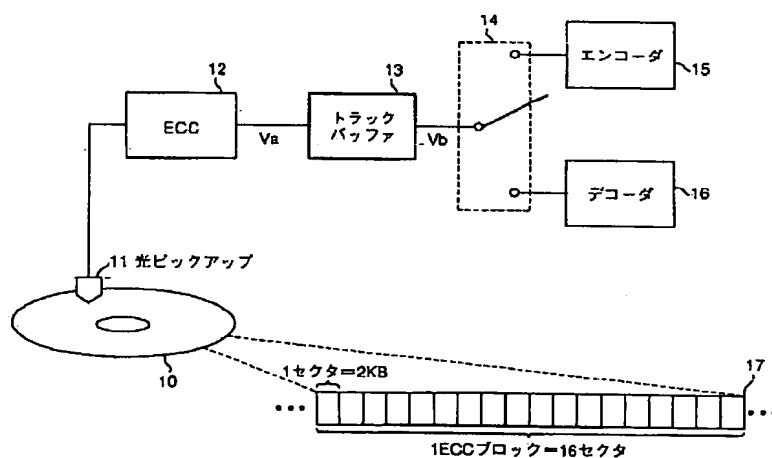 14
エンコーダ
15
12
ECC
Va
13
トラック
バッファ
Vb
デコーダ
16
11 光ピックアップ
10
1セクタ=2KB
17
1ECCブロック=16セクタ